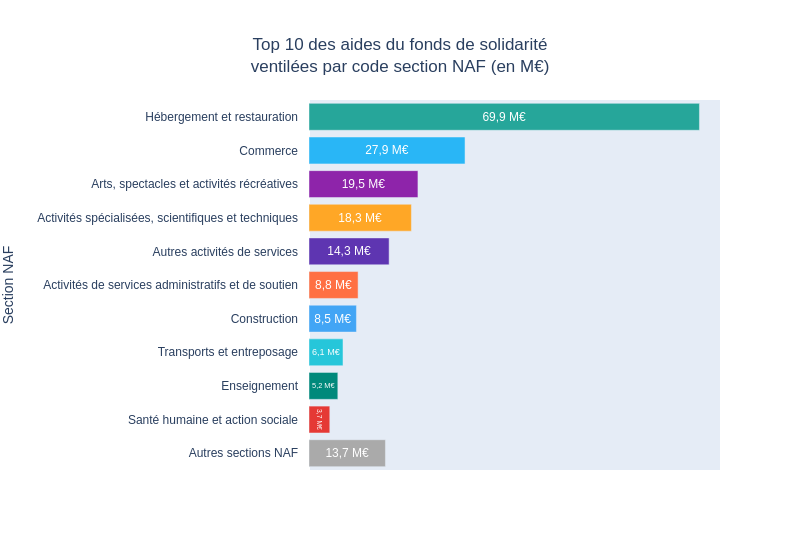 Top 10 des aides du fonds de solidarité
ventilées par code section NAF (en M€)
Section NAF
Hébergement et restauration 69,9 M€
Commerce 27,9 M€
Arts, spectacles et activités récréatives 19,5 M€
Activités spécialisées, scientifiques et techniques 18,3 M€
Autres activités de services 14,3 M€
Activités de services administratifs et de soutien 8,8 M€
Construction 8,5 M€
Transports et entreposage 6,1 M€
Enseignement 5,2 M€
Santé humaine et action sociale 3,7 M€
Autres sections NAF 13,7 M€